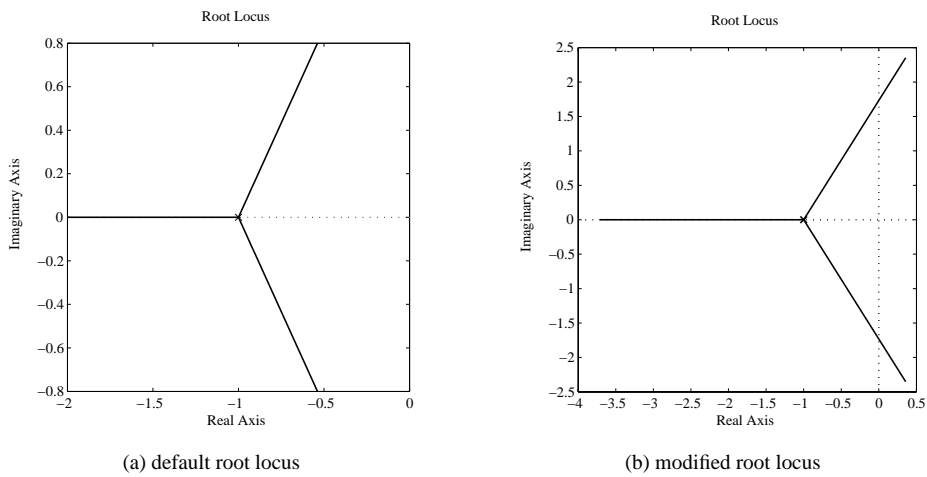 Root Locus
0.8
0.6
0.4
0.2
0
−0.2
−0.4
−0.6
−0.8
Imaginary Axis
−2 −1.5 −1 −0.5 0
Real Axis
(a) default root locus
Root Locus
2.5
2
1.5
1
0.5
0
−0.5
−1
−1.5
−2
−2.5
Imaginary Axis
−4 −3.5 −3 −2.5 −2 −1.5 −1 −0.5 0 0.5
Real Axis
(b) modified root locus